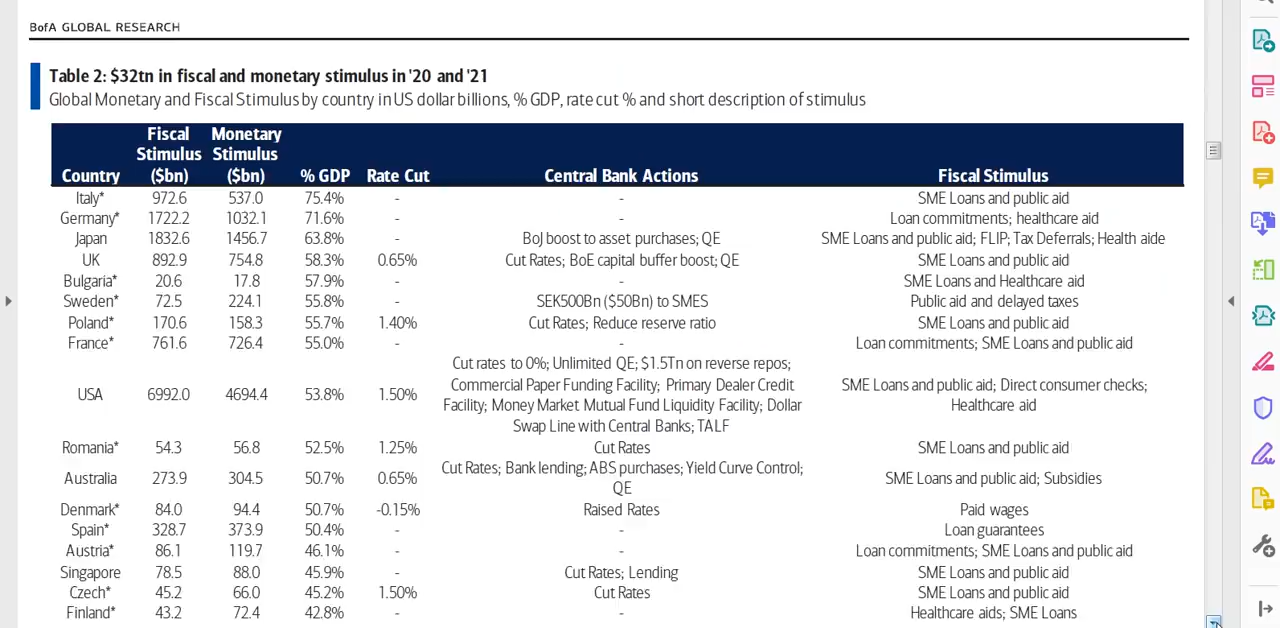 BofA GLOBAL RESEARCH
Table 2: $32tn in fiscal and monetary stimulus in '20 and '21
Global Monetary and Fiscal Stimulus by country in US dollar billions, % GDP, rate cut % and short description of stimulus
Country Fiscal Stimulus ($bn) Monetary Stimulus ($bn) % GDP Rate Cut Central Bank Actions Fiscal Stimulus
Italy* 972.6 537.0 75.4% - - SME Loans and public aid
Germany* 1722.2 1032.1 71.6% - - Loan commitments; healthcare aid
Japan 1832.6 1456.7 63.8% - BoJ boost to asset purchases; QE SME Loans and public aid; FLIP; Tax Deferrals; Health aide
UK 892.9 754.8 58.3% 0.65% Cut Rates; BoE capital buffer boost; QE SME Loans and public aid
Bulgaria* 20.6 17.8 57.9% - - SME Loans and Healthcare aid
Sweden* 72.5 224.1 55.8% - SEK500Bn ($50Bn) to SMES Public aid and delayed taxes
Poland* 170.6 158.3 55.7% 1.40% Cut Rates; Reduce reserve ratio SME Loans and public aid
France* 761.6 726.4 55.0% - - Loan commitments; SME Loans and public aid
USA 6992.0 4694.4 53.8% 1.50% Cut rates to 0%; Unlimited QE; $1.5Tn on reverse repos;
Commercial Paper Funding Facility; Primary Dealer Credit
Facility; Money Market Mutual Fund Liquidity Facility; Dollar
Swap Line with Central Banks; TALF
SME Loans and public aid; Direct consumer checks;
Healthcare aid
Romania* 54.3 56.8 52.5% 1.25% Cut Rates SME Loans and public aid
Australia 273.9 304.5 50.7% 0.65% Cut Rates; Bank lending; ABS purchases; Yield Curve Control;
QE
SME Loans and public aid; Subsidies
Denmark* 84.0 94.4 50.7% -0.15% Raised Rates Paid wages
Spain* 328.7 373.9 50.4% - - Loan guarantees
Austria* 86.1 119.7 46.1% - - Loan commitments; SME Loans and public aid
Singapore 78.5 88.0 45.9% - Cut Rates; Lending SME Loans and public aid
Czech* 45.2 66.0 45.2% 1.50% Cut Rates SME Loans and public aid
Finland* 43.2 72.4 42.8% - - Healthcare aids; SME Loans